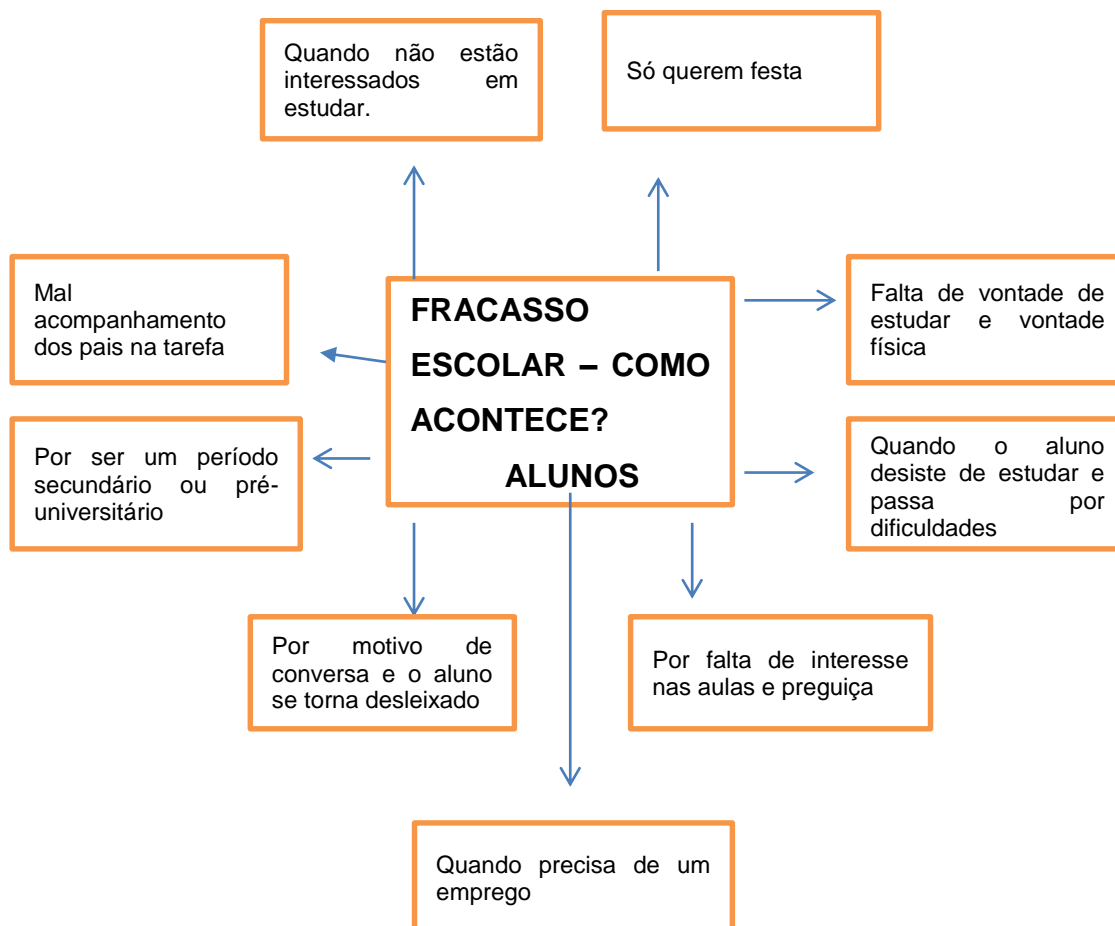 Quando não estão
interessados em
estudar.
Só querem festa
Mal
acompanhamento
dos pais na tarefa
FRACASSO
ESCOLAR – COMO
ACONTECE?
ALUNOS
Falta de vontade de
estudar e vontade
física
Por ser um período
secundário ou pré-
universitário
Quando o aluno
desiste de estudar e
passa por
dificuldades
Por motivo de
conversa e o aluno
se torna desleixado
Por falta de interesse
nas aulas e preguiça
Quando precisa de um
emprego